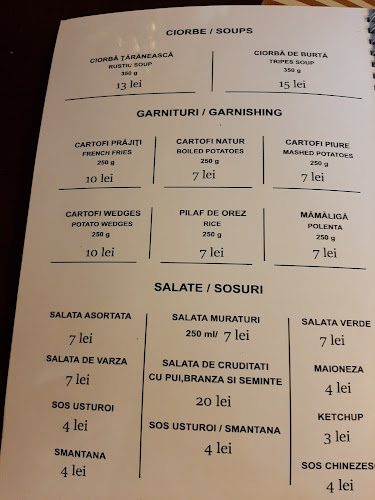 CIORBE / SOUPS
CIORBĂ ŢĂRĂNEASCĂ
RUSTIC SOUP
350 g
13 lei
CIORBĂ DE BURTĂ
TRIPES SOUP
350 g
15 lei
GARNITURI / GARNISHING
CARTOFI PRĂJIŢI
FRENCH FRIES
250 g
10 lei
CARTOFI NATUR
BOILED POTATOES
250 g
7 lei
CARTOFI PIURE
MASHED POTATOES
250 g
7 lei
CARTOFI WEDGES
POTATO WEDGES
250 g
10 lei
PILAF DE OREZ
RICE
250 g
7 lei
MĂMĂLIGĂ
POLENTA
250 g
7 lei
SALATE / SOSURI
SALATA ASORTATA
7 lei
SALATA DE VARZA
7 lei
SOS USTUROI
4 lei
SMANTANA
4 lei
SALATA MURATURI
250 ml/ 7 lei
SALATA DE CRUDITATI
CU PUI,BRANZA SI SEMINTE
20 lei
SOS USTUROI / SMANTANA
4 lei
SALATA VERDE
7 lei
MAIONEZA
4 lei
KETCHUP
3 lei
SOS CHINEZESC
4 lei